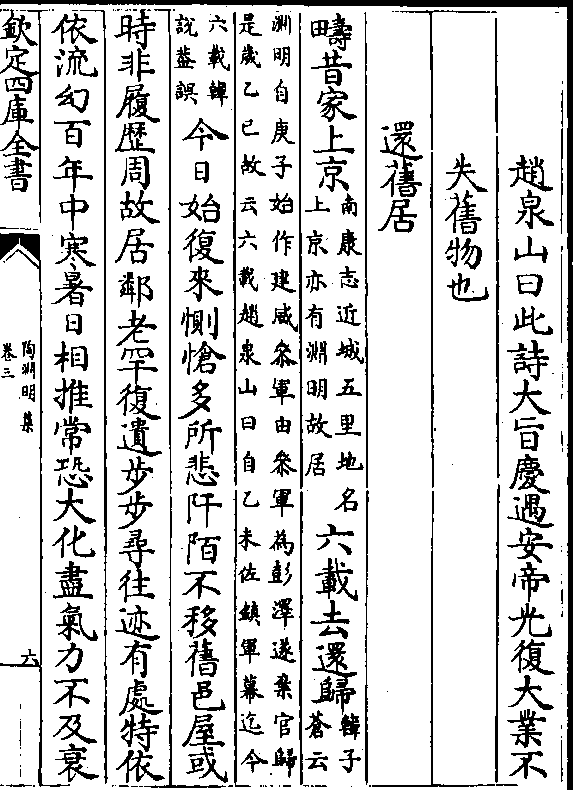 趙泉山曰此詩大旨慶遇安帝光復大業不
失舊物也
還舊居
疇昔家上京
南康志近城五里地名
上京亦有淵明故居
六載去還歸
韓子
蒼云
淵明自庚子始作建威叅軍由叅軍為彭澤遂棄官歸
是歲乙巳故云六載趙泉山曰自乙未佐鎮軍幕迄今
六載韓
說蓋誤
今日始復來惻愴多所悲阡陌不移舊邑屋或
時非履歷周故居鄰老罕復遺步步尋往迹有處特依
依流幻百年中寒暑日相推常恐大化盡氣力不及衰
欽定四庫全書
陶淵明集
卷三
六